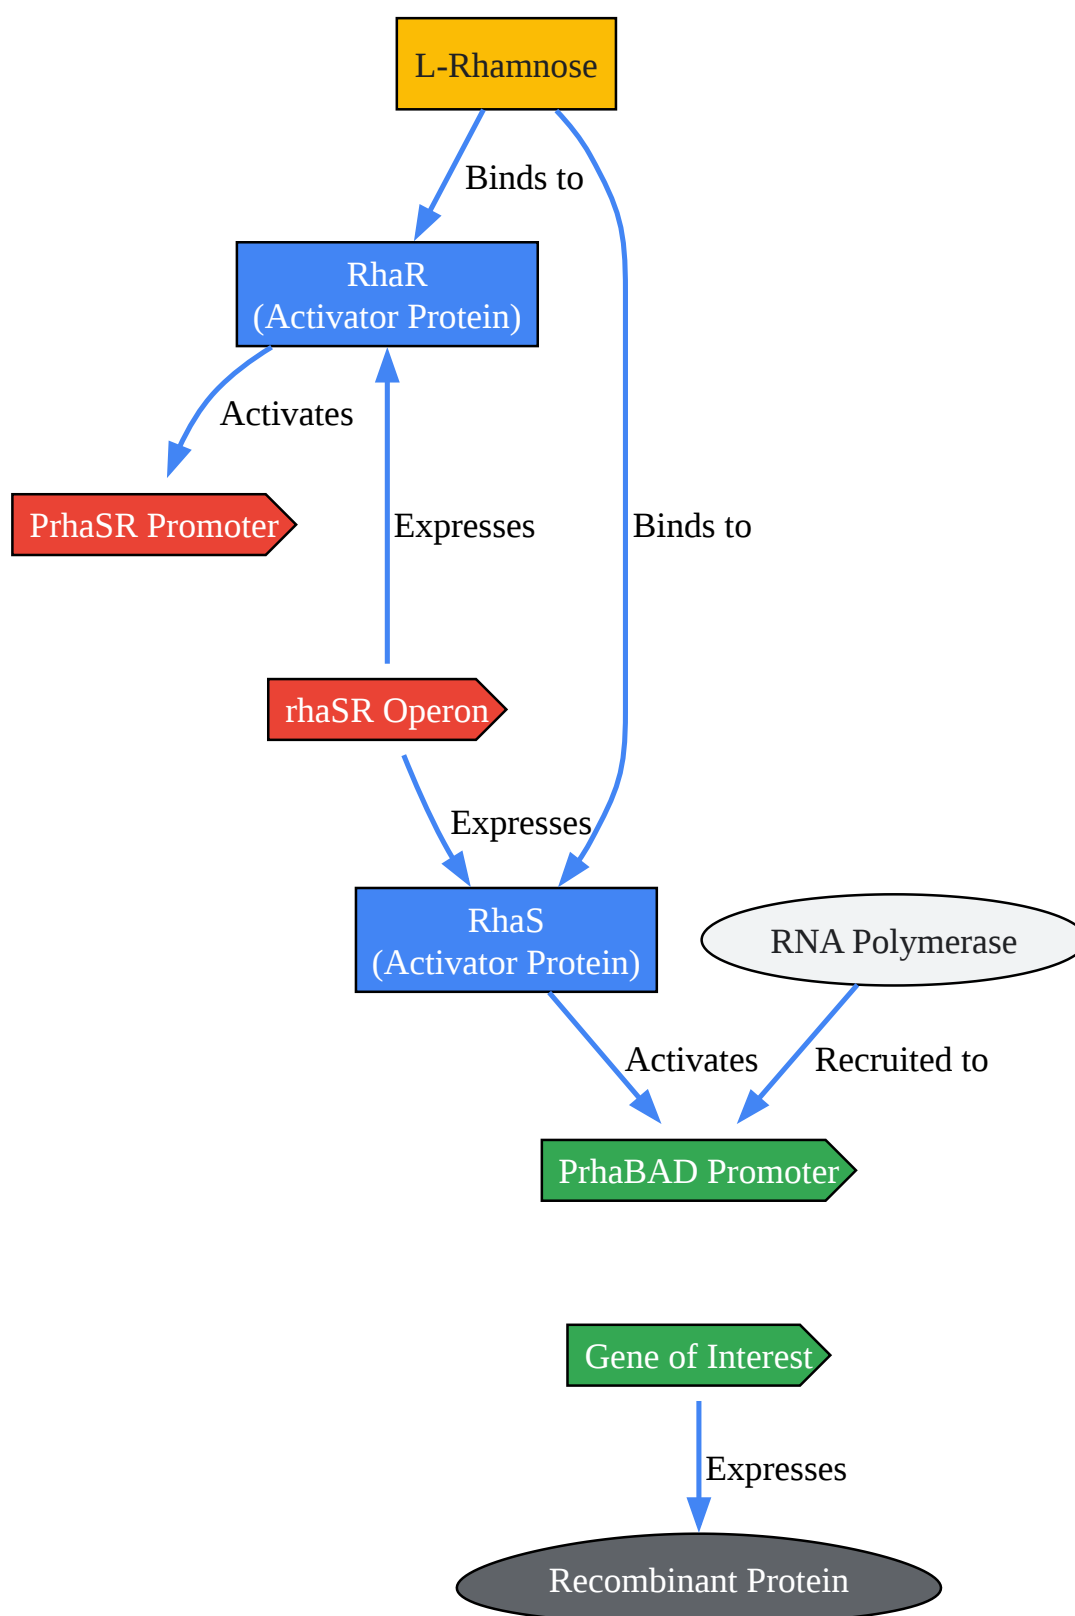 L-Rhamnose
Binds to
RhaR
(Activator Protein)
Activates
PrhaSR Promoter
Expresses
Binds to
rhaSR Operon
Expresses
RhaS
(Activator Protein)
RNA Polymerase
Activates
Recruited to
PrhaBAD Promoter
Gene of Interest
Expresses
Recombinant Protein